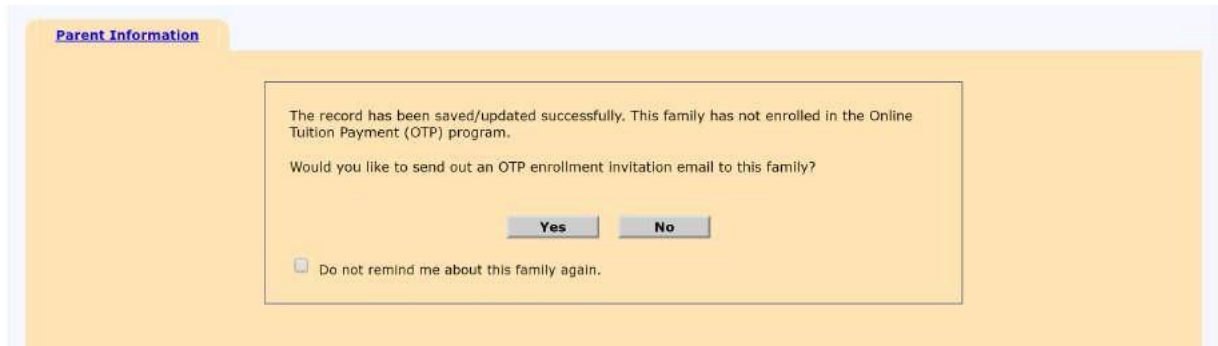 Parent Information
The record has been saved/updated successfully. This family has not enrolled in the Online
Tuition Payment (OTP) program.
Would you like to send out an OTP enrollment invitation email to this family?
Yes No
Do not remind me about this family again.